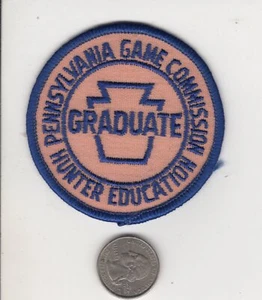 PENNSYLVANIA GAME COMMISSION
GRADUATE
HUNTER EDUCATION